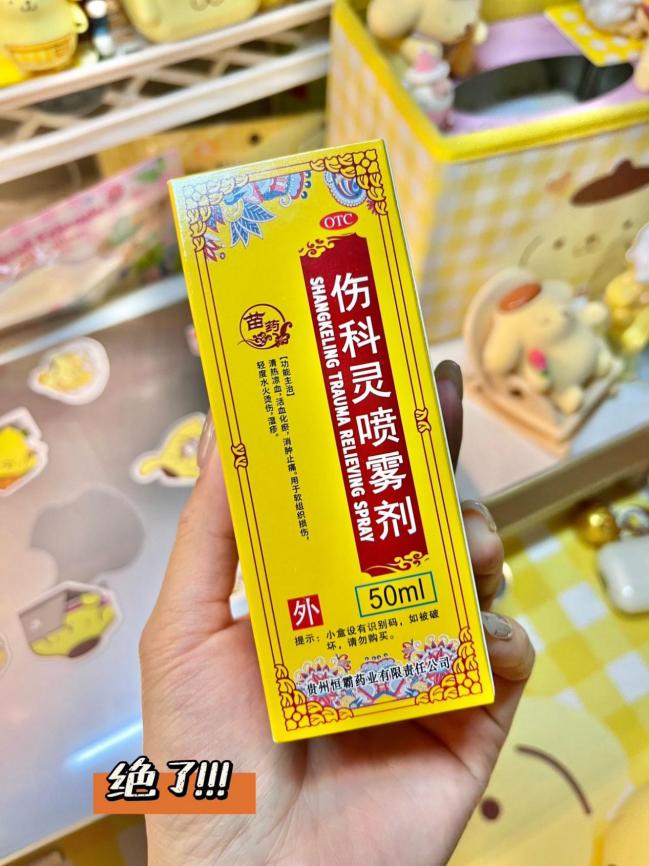 OTC
伤科灵喷雾剂
SHANGKELING TRAUMA RELIEVING SPRAY
苗药
【功能主治】
清热凉血，活血化瘀，消肿止痛。用于软组织损伤，
轻度水火烫伤，湿疹。
50ml
外
提示：小盒设有识别码，如被破
坏，请勿购买。
贵州恒霸药业有限责任公司
绝了!!!